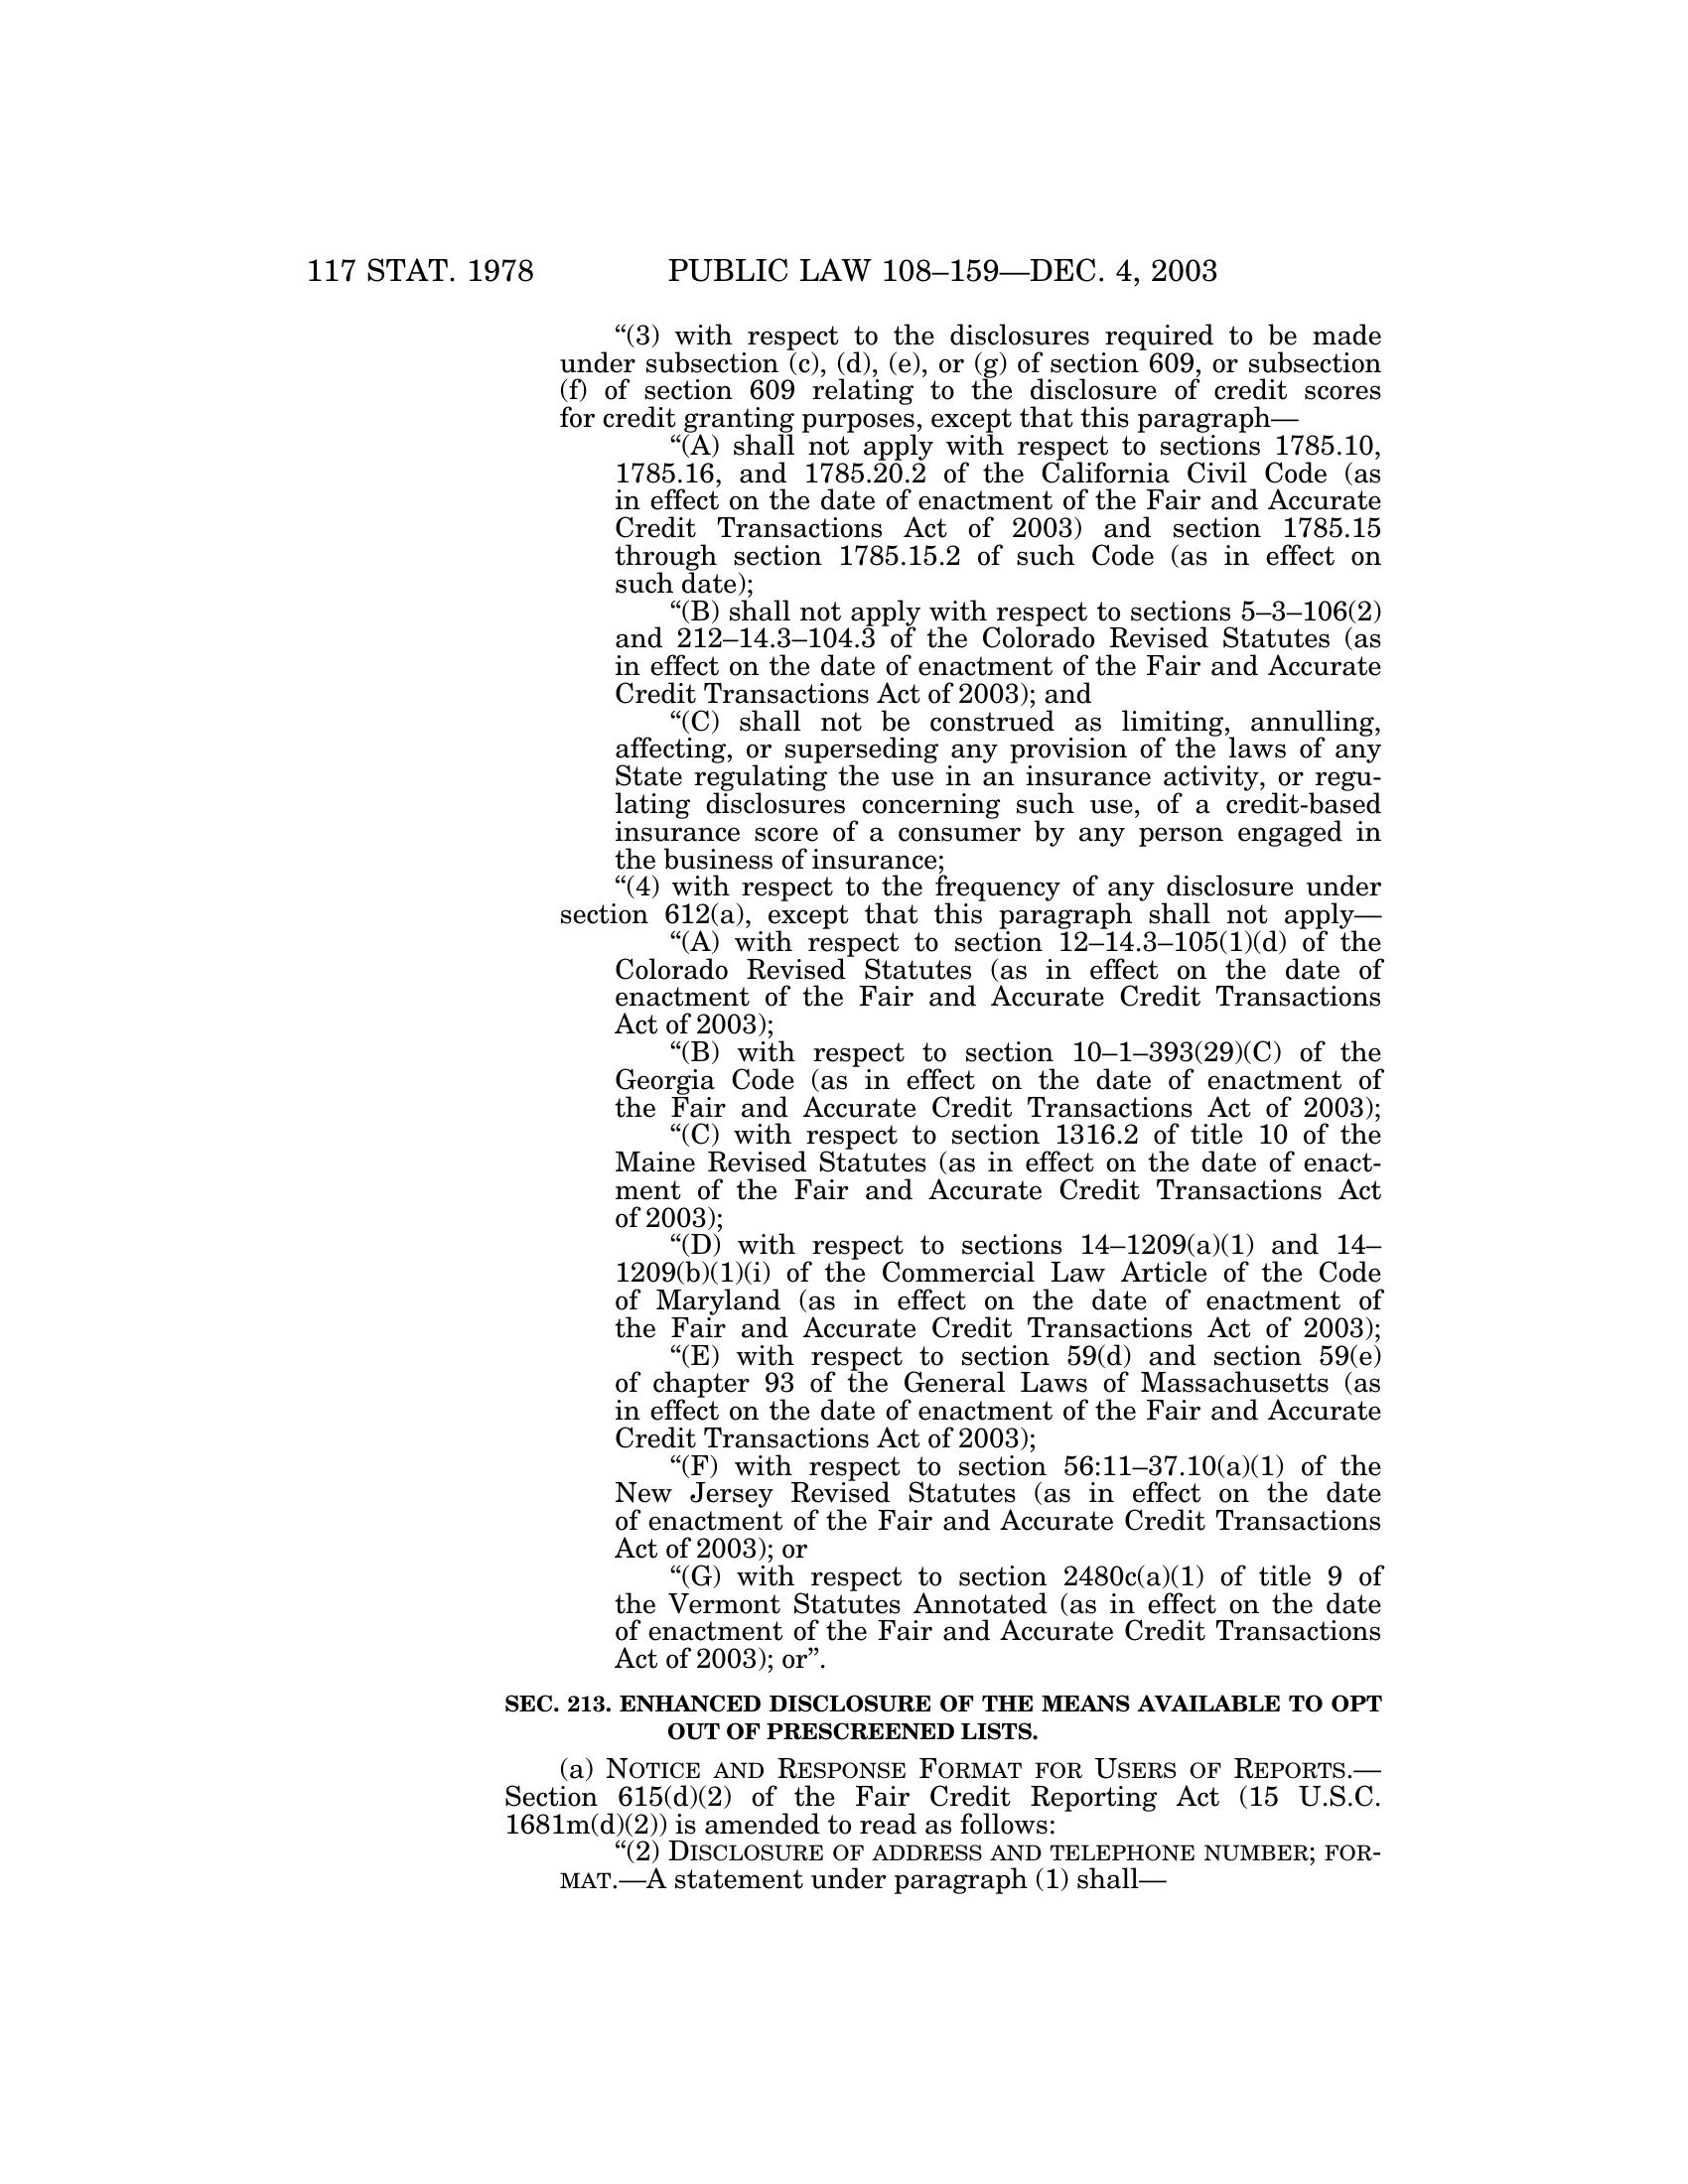 117 STAT. 1978 PUBLIC LAW 108–159—DEC. 4, 2003
“(3) with respect to the disclosures required to be made
under subsection (c), (d), (e), or (g) of section 609, or subsection
(f) of section 609 relating to the disclosure of credit scores
for credit granting purposes, except that this paragraph—
“(A) shall not apply with respect to sections 1785.10,
1785.16, and 1785.20.2 of the California Civil Code (as
in effect on the date of enactment of the Fair and Accurate
Credit Transactions Act of 2003) and section 1785.15
through section 1785.15.2 of such Code (as in effect on
such date);
“(B) shall not apply with respect to sections 5–3–106(2)
and 212–14.3–104.3 of the Colorado Revised Statutes (as
in effect on the date of enactment of the Fair and Accurate
Credit Transactions Act of 2003); and
“(C) shall not be construed as limiting, annulling,
affecting, or superseding any provision of the laws of any
State regulating the use in an insurance activity, or regu-
lating disclosures concerning such use, of a credit-based
insurance score of a consumer by any person engaged in
the business of insurance;
“(4) with respect to the frequency of any disclosure under
section 612(a), except that this paragraph shall not apply—
“(A) with respect to section 12–14.3–105(1)(d) of the
Colorado Revised Statutes (as in effect on the date of
enactment of the Fair and Accurate Credit Transactions
Act of 2003);
“(B) with respect to section 10–1–393(29)(C) of the
Georgia Code (as in effect on the date of enactment of
the Fair and Accurate Credit Transactions Act of 2003);
“(C) with respect to section 1316.2 of title 10 of the
Maine Revised Statutes (as in effect on the date of enact-
ment of the Fair and Accurate Credit Transactions Act
of 2003);
“(D) with respect to sections 14–1209(a)(1) and 14–
1209(b)(1)(i) of the Commercial Law Article of the Code
of Maryland (as in effect on the date of enactment of
the Fair and Accurate Credit Transactions Act of 2003);
“(E) with respect to section 59(d) and section 59(e)
of chapter 93 of the General Laws of Massachusetts (as
in effect on the date of enactment of the Fair and Accurate
Credit Transactions Act of 2003);
“(F) with respect to section 56:11–37.10(a)(1) of the
New Jersey Revised Statutes (as in effect on the date
of enactment of the Fair and Accurate Credit Transactions
Act of 2003); or
“(G) with respect to section 2480c(a)(1) of title 9 of
the Vermont Statutes Annotated (as in effect on the date
of enactment of the Fair and Accurate Credit Transactions
Act of 2003); or”.
SEC. 213. ENHANCED DISCLOSURE OF THE MEANS AVAILABLE TO OPT
OUT OF PRESCREENED LISTS.
(a) NOTICE AND RESPONSE FORMAT FOR USERS OF REPORTS.—
Section 615(d)(2) of the Fair Credit Reporting Act (15 U.S.C.
1681m(d)(2)) is amended to read as follows:
“(2) DISCLOSURE OF ADDRESS AND TELEPHONE NUMBER; FOR-
MAT.—A statement under paragraph (1) shall—